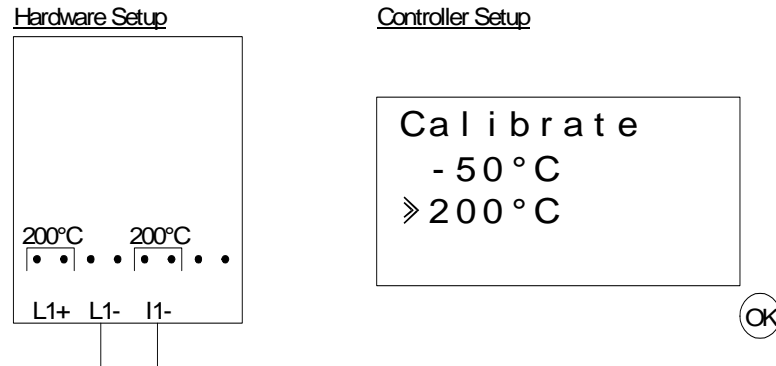 Hardware Setup
Controller Setup
Calibrate
-50°C
200°C
200°C 200°C
L1+ L1- I1-
OK